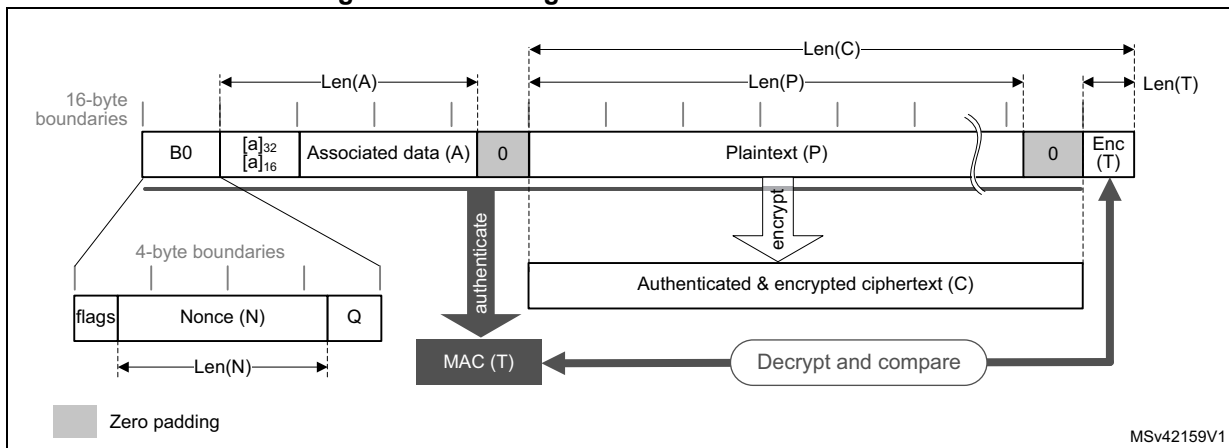 Len(C)
Len(A)
Len(P)
Len(T)
16-byte
boundaries
B0
[a]32
[a]16
Associated data (A)
0
Plaintext (P)
0
Enc
(T)
authenticate
encrypt
4-byte boundaries
Authenticated & encrypted ciphertext (C)
flags
Nonce (N)
Q
Len(N)
MAC (T)
Decrypt and compare
Zero padding
MSv42159V1